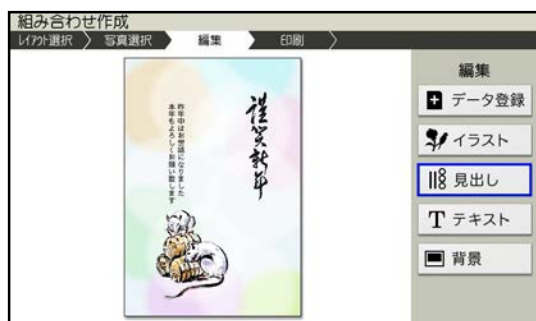 組み合わせ作成
ﾚｲｱｳﾄ選択
写真選択
編集
印刷
謹賀新年
昨年中はお世話になりました
本年もよろしくお願い致します
編集
データ登録
イラスト
見出し
テキスト
背景